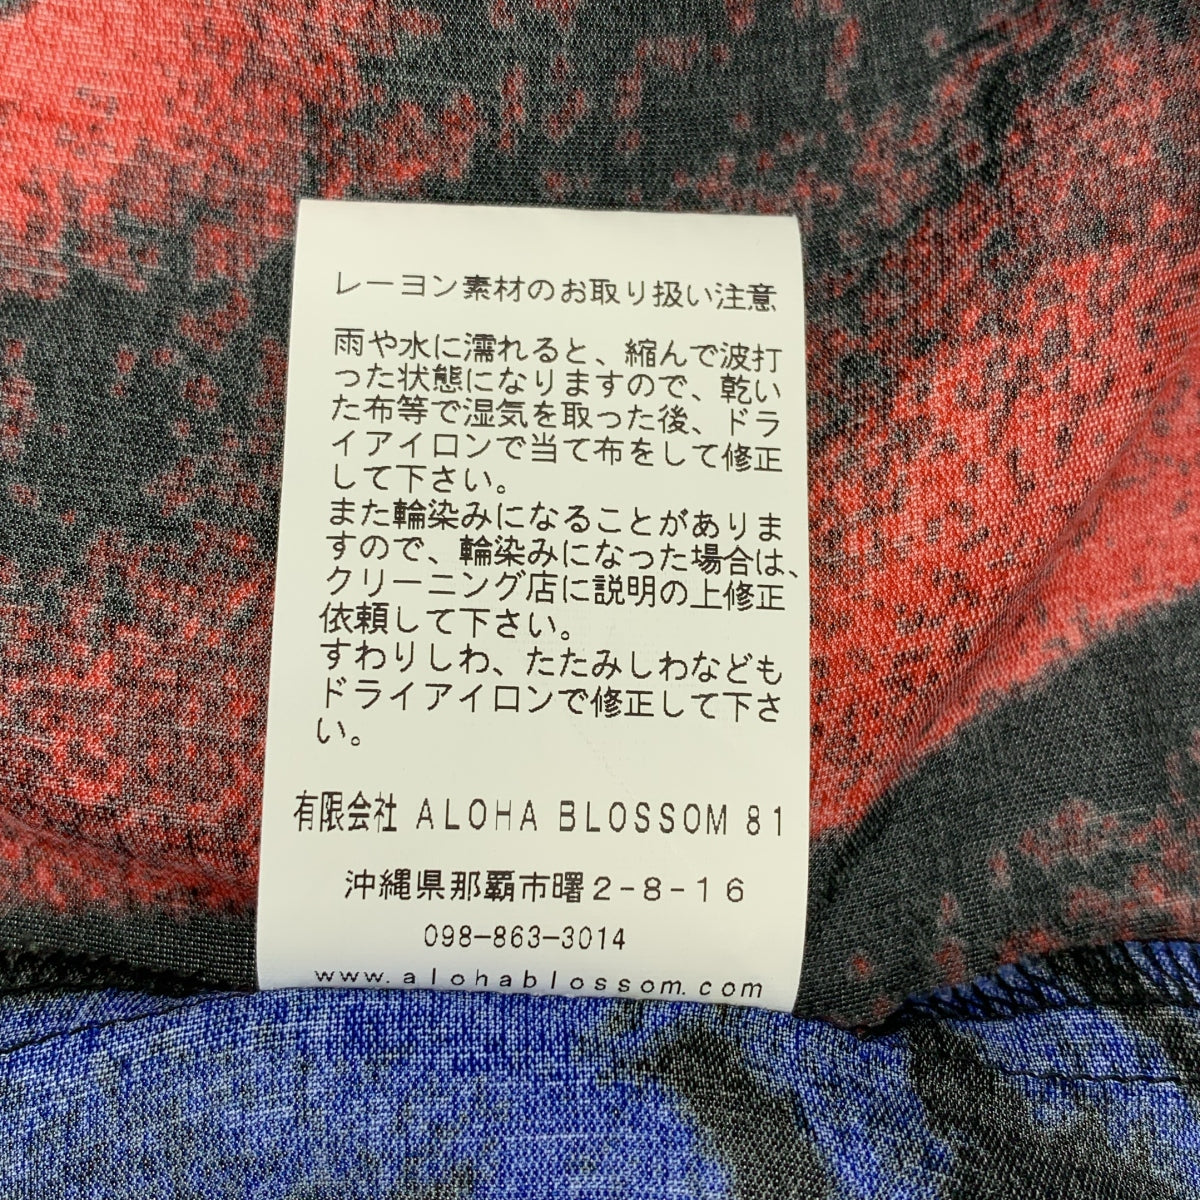 レーヨン素材のお取り扱い注意
雨や水に濡れると、縮んで波打
った状態になりますので、乾い
た布等で湿気を取った後、ドラ
イアイロンで当て布をして修正
して下さい。
また輪染みになることがありま
すので、輪染みになった場合は、
クリーニング店に説明の上修正
依頼して下さい。
すわりしわ、たたみしわなども
ドライアイロンで修正して下さ
い。
有限会社 ALOHA BLOSSOM 81
沖縄県那覇市曙2-8-16
098-863-3014
www.alohablossom.com